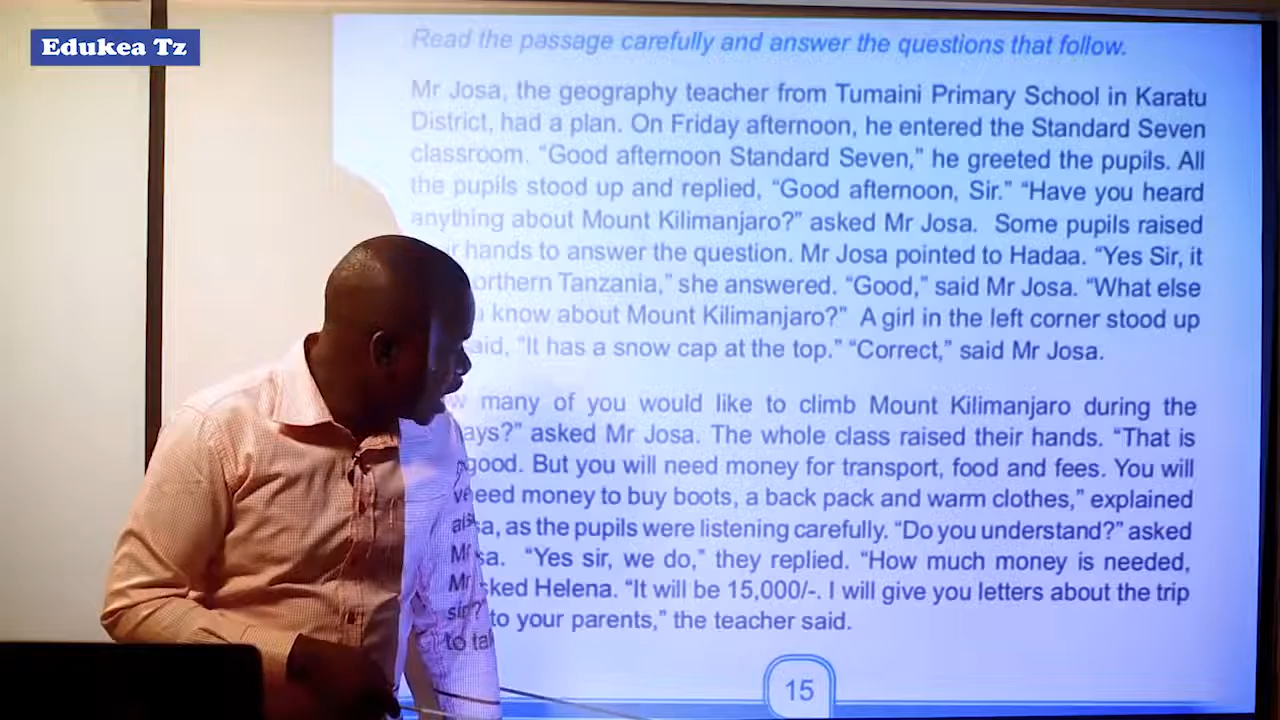 Edukea Tz
Read the passage carefully and answer the questions that follow.
Mr Josa, the geography teacher from Tumaini Primary School in Karatu
District, had a plan. On Friday afternoon, he entered the Standard Seven
classroom. “Good afternoon Standard Seven,” he greeted the pupils. All
the pupils stood up and replied, “Good afternoon, Sir.” “Have you heard
anything about Mount Kilimanjaro?” asked Mr Josa. Some pupils raised
hands to answer the question. Mr Josa pointed to Hadaa. “Yes Sir, it
Tanzania,” she answered. “Good,” said Mr Josa. “What else
know about Mount Kilimanjaro?” A girl in the left corner stood up
“It has a snow cap at the top.” “Correct,” said Mr Josa.
many of you would like to climb Mount Kilimanjaro during the
asked Mr Josa. The whole class raised their hands. “That is
good. But you will need money for transport, food and fees. You will
need money to buy boots, a back pack and warm clothes,” explained
as the pupils were listening carefully. “Do you understand?” asked
“Yes sir, we do,” they replied. “How much money is needed,
Helena. “It will be 15,000/-. I will give you letters about the trip
to your parents,” the teacher said.
15